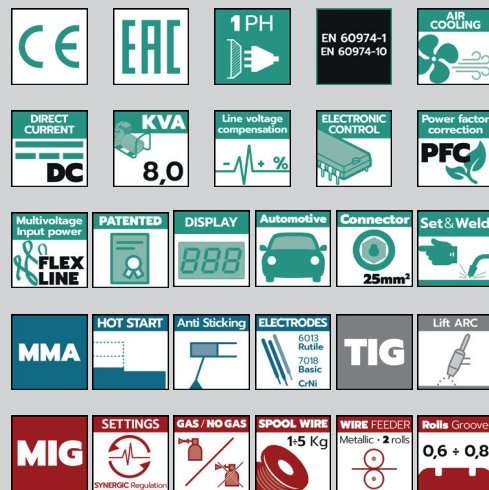 CE
EAC
1 PH
EN 60974-1
EN 60974-10
AIR
COOLING
DIRECT
CURRENT
DC
KVA
8,0
Line voltage
compensation
- + %
ELECTRONIC
CONTROL
Power factor
correction
PFC
Multivoltage
Input power
FLEX
LINE
PATENTED
DISPLAY
888
Automotive
Connector
25mm²
Set&Weld
MMA
HOT START
Anti Sticking
ELECTRODES
6013
Rutile
7018
Basic
CrNi
TIG
Lift ARC
MIG
SETTINGS
SYNERGIC Regulation
GAS / NO GAS
SPOOL WIRE
1÷5 Kg
WIRE FEEDER
Metallic • 2 rolls
Rolls Groove
0,6 ÷ 0,8